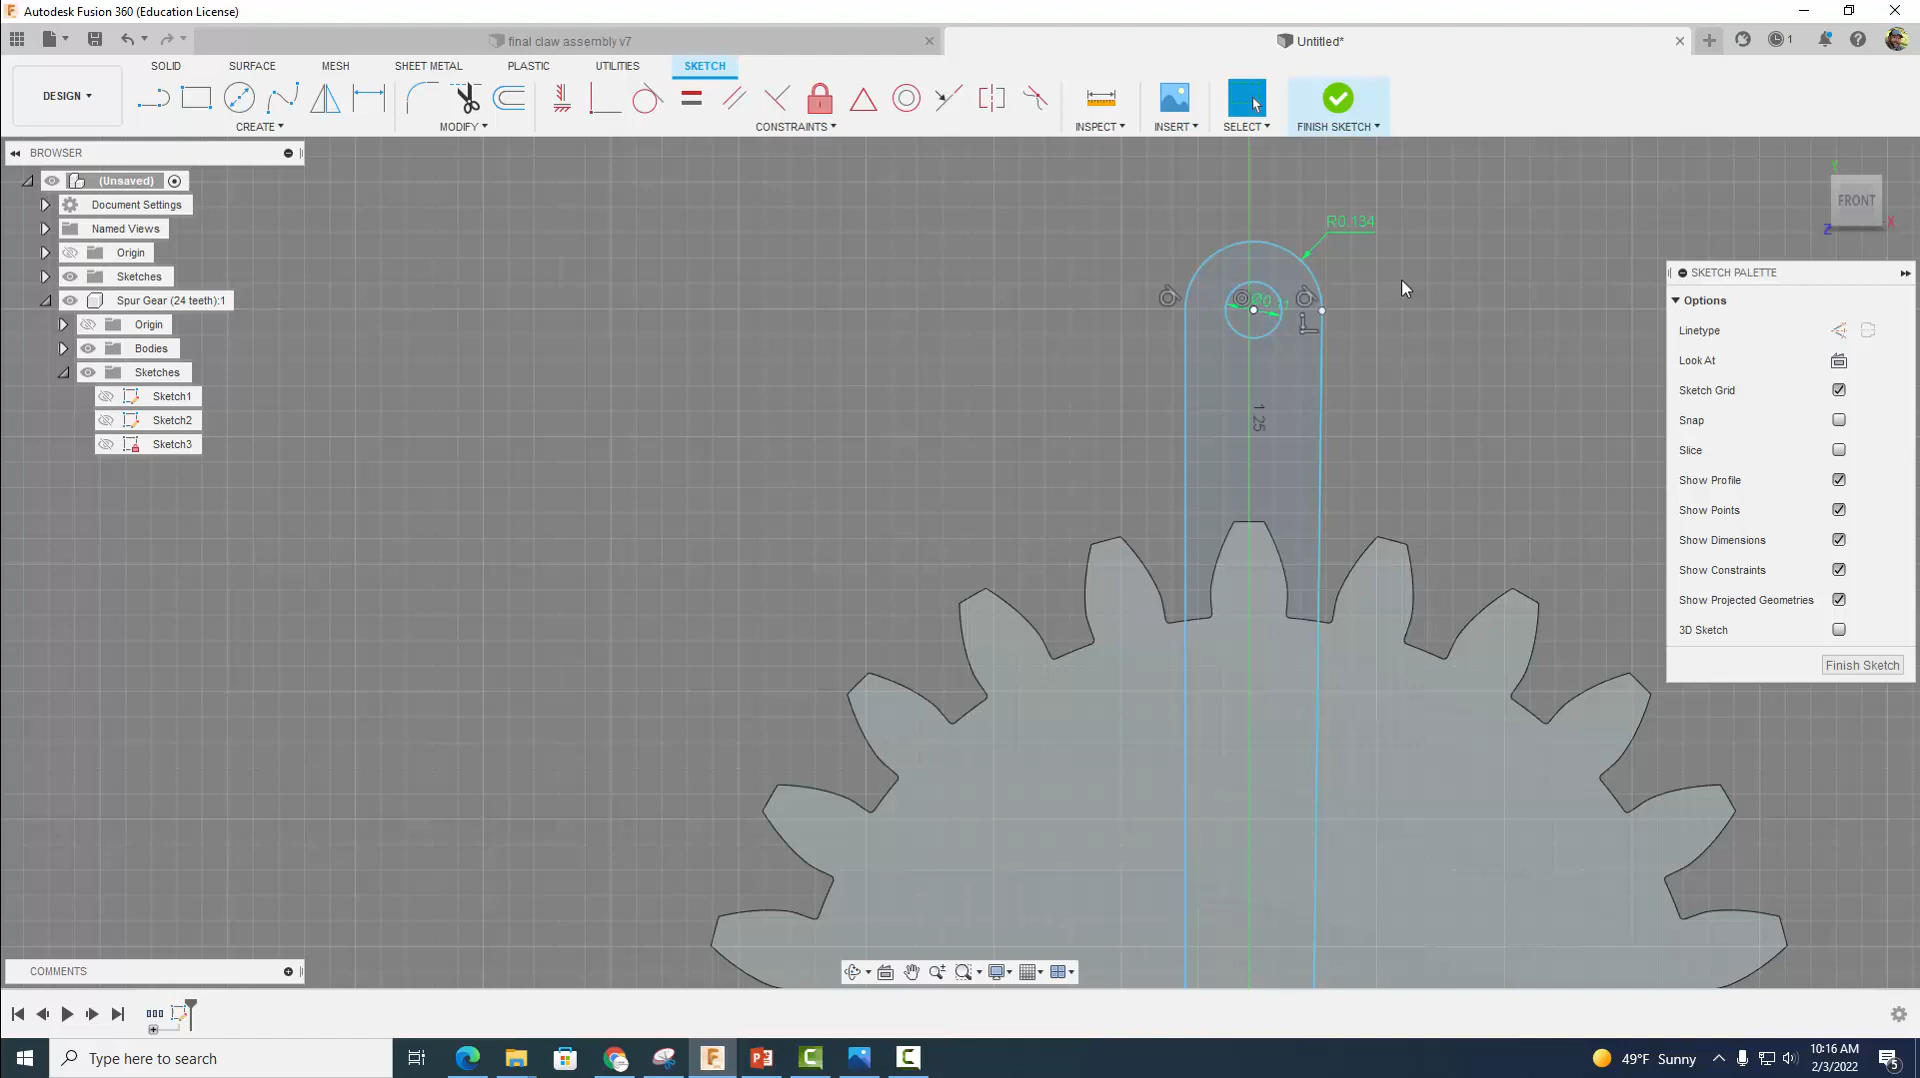 Autodesk Fusion 360 (Education License)
final claw assembly v7
Untitled*
1
DESIGN
SOLID
SURFACE
MESH
SHEET METAL
PLASTIC
UTILITIES
SKETCH
CREATE
MODIFY
CONSTRAINTS
INSPECT
INSERT
SELECT
FINISH SKETCH
BROWSER
(Unsaved)
Document Settings
Named Views
Origin
Sketches
Spur Gear (24 teeth):1
Origin
Bodies
Sketches
Sketch1
Sketch2
Sketch3
R0.134
1.25
Y
FRONT
X
Z
SKETCH PALETTE
Options
Linetype
Look At
Sketch Grid
Snap
Slice
Show Profile
Show Points
Show Dimensions
Show Constraints
Show Projected Geometries
3D Sketch
Finish Sketch
COMMENTS
Type here to search
49°F Sunny
10:16 AM
2/3/2022
5